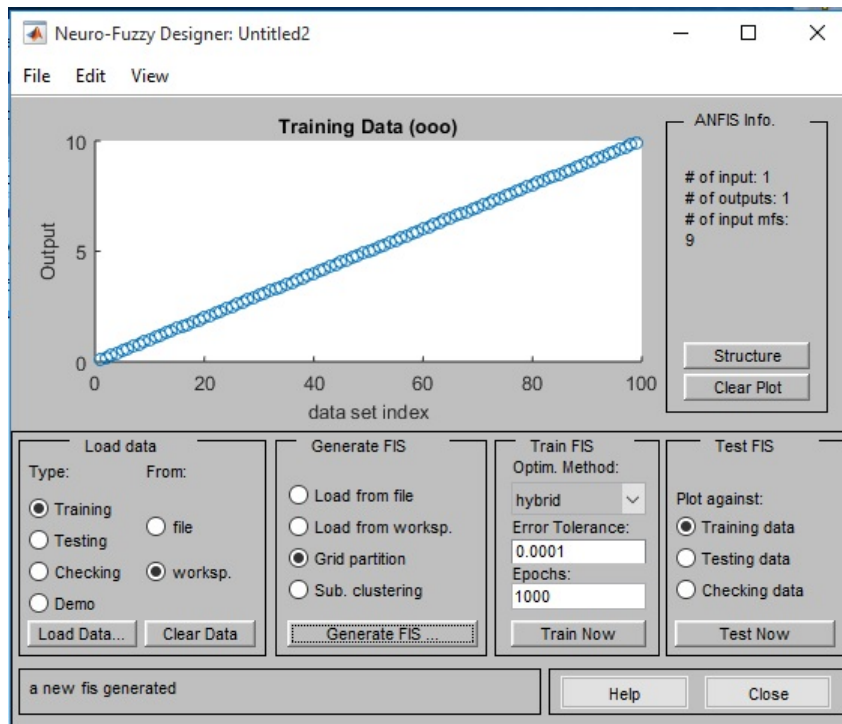 Neuro-Fuzzy Designer: Untitled2
File Edit View
Training Data (ooo)
10
5
0
Output
0 20 40 60 80 100
data set index
ANFIS Info.
# of input: 1
# of outputs: 1
# of input mfs:
9
Structure
Clear Plot
Load data
Type: From:
Training
file
Testing
Checking
worksp.
Demo
Load Data... Clear Data
Generate FIS
Load from file
Load from worksp.
Grid partition
Sub. clustering
Generate FIS ...
Train FIS
Optim. Method:
hybrid
Error Tolerance:
0.0001
Epochs:
1000
Train Now
Test FIS
Plot against:
Training data
Testing data
Checking data
Test Now
a new fis generated
Help Close